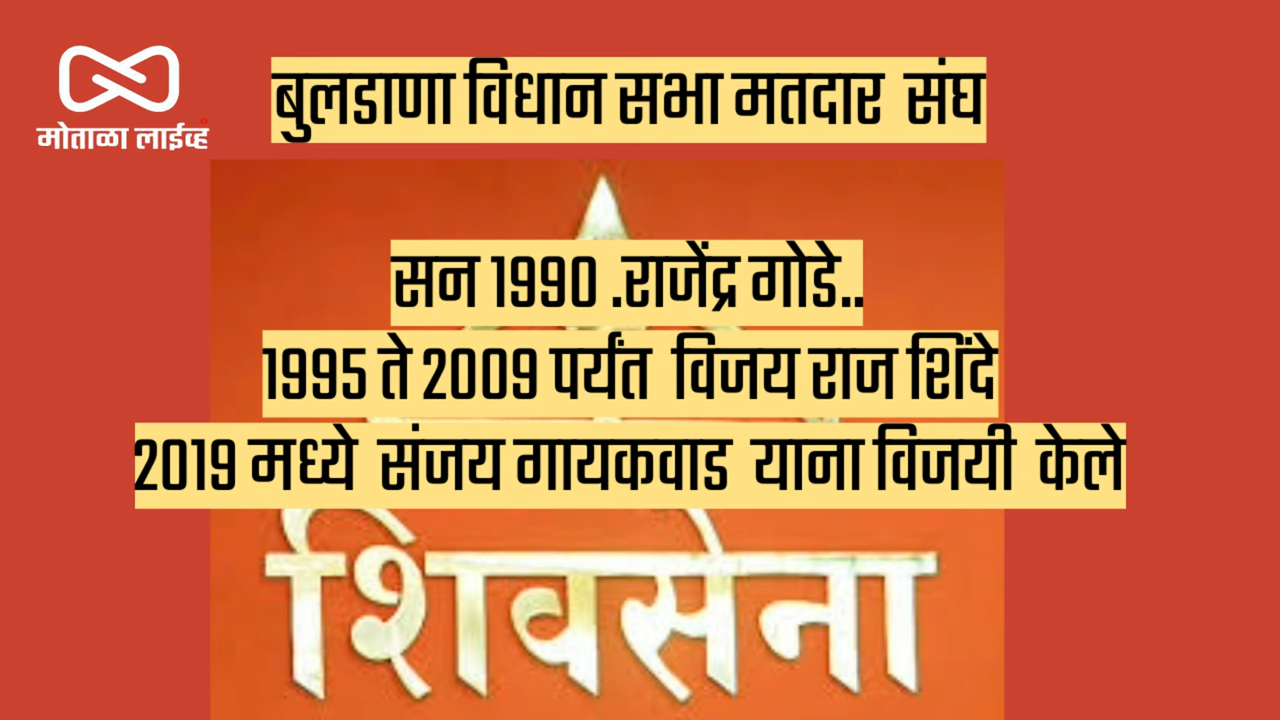 मोताळा लाईव्हं
बुलडाणा विधान सभा मतदार संघ
सन 1990 .राजेंद्र गोडे..
1995 ते 2009 पर्यंत विजय राज शिंदे
2019 मध्ये संजय गायकवाड याना विजयी केले
शिवसेना